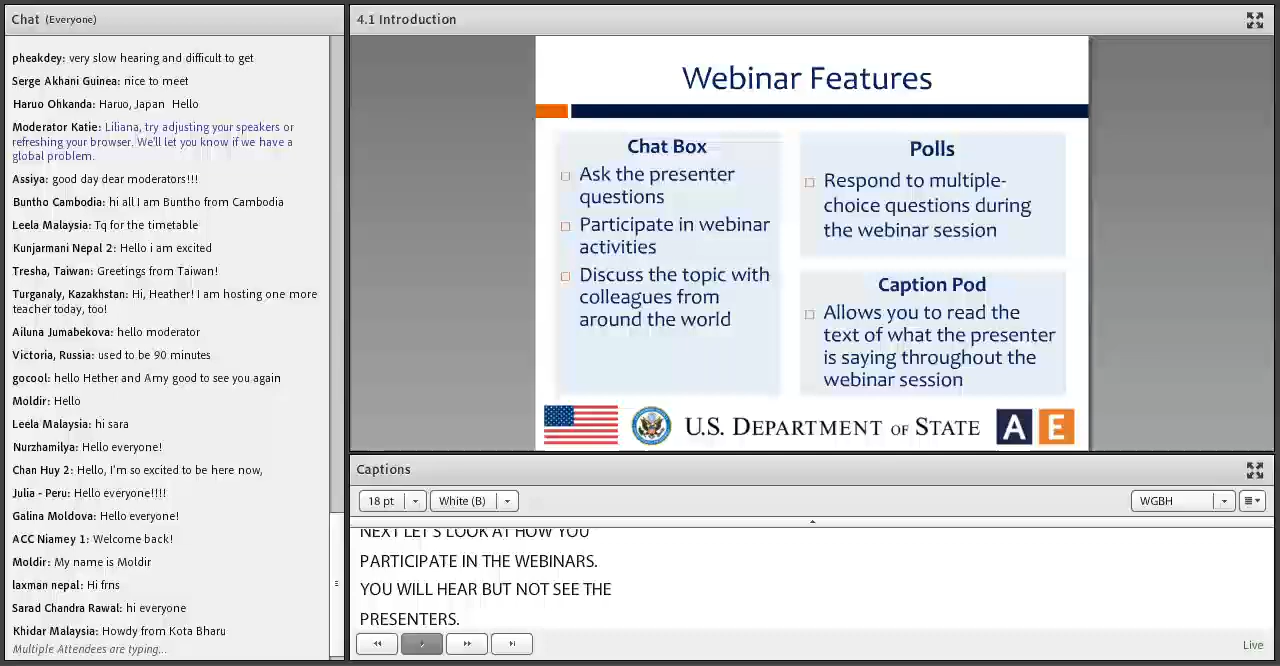 Chat (Everyone)
pheakdey: very slow hearing and difficult to get
Serge Akhani Guinea: nice to meet
Haruo Ohkanda: Haruo, Japan Hello
Moderator Katie: Liliana, try adjusting your speakers or
refreshing your browser. We'll let you know if we have a
global problem.
Assiya: good day dear moderators!!!
Buntho Cambodia: hi all I am Buntho from Cambodia
Leela Malaysia: Tq for the timetable
Kunjarmani Nepal 2: Hello i am excited
Tresha, Taiwan: Greetings from Taiwan!
Turganaly, Kazakhstan: Hi, Heather! I am hosting one more
teacher today, too!
Ailuna Jumabekova: hello moderator
Victoria, Russia: used to be 90 minutes
gocool: hello Hether and Amy good to see you again
Moldir: Hello
Leela Malaysia: hi sara
Nurzhamilya: Hello everyone!
Chan Huy 2: Hello, I'm so excited to be here now,
Julia - Peru: Hello everyone!!!!
Galina Moldova: Hello everyone!
ACC Niamey 1: Welcome back!
Moldir: My name is Moldir
laxman nepal: Hi frns
Sarad Chandra Rawal: hi everyone
Khidar Malaysia: Howdy from Kota Bharu
Multiple Attendees are typing...
4.1 Introduction
Webinar Features
Chat Box
Ask the presenter
questions
Participate in webinar
activities
Discuss the topic with
colleagues from
around the world
Polls
Respond to multiple-
choice questions during
the webinar session
Caption Pod
Allows you to read the
text of what the presenter
is saying throughout the
webinar session
U.S. DEPARTMENT OF STATE
A E
Captions
18 pt White (B) WGBH
NEXT LET'S LOOK AT HOW YOU
PARTICIPATE IN THE WEBINARS.
YOU WILL HEAR BUT NOT SEE THE
PRESENTERS.
Live